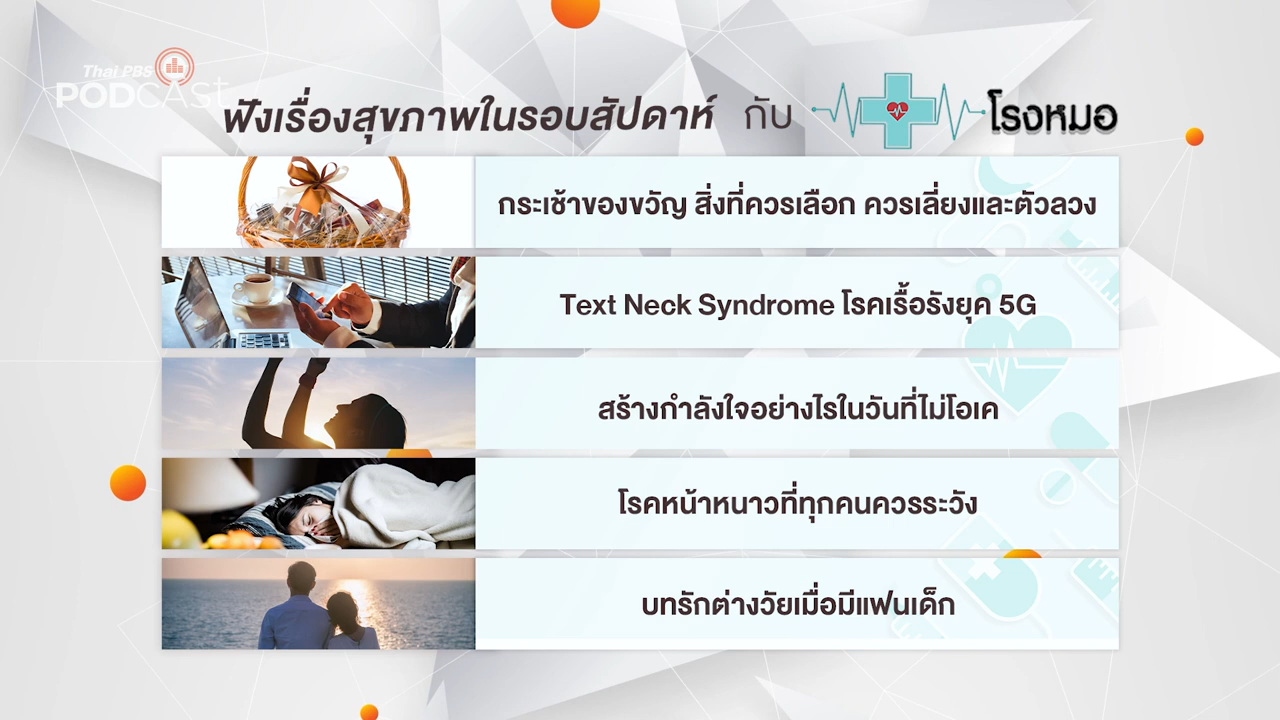 Thai PBS
PODCAST
ฟังเรื่องสุขภาพในรอบสัปดาห์ กับ โรงหมอ
กระเช้าของขวัญ สิ่งที่ควรเลือก ควรเลี่ยงและตัวลวง
Text Neck Syndrome โรคเรื้อรังยุค 5G
สร้างกำลังใจอย่างไรในวันที่ไม่โอเค
โรคหน้าหนาวที่ทุกคนควรระวัง
บทรักต่างวัยเมื่อมีแฟนเด็ก